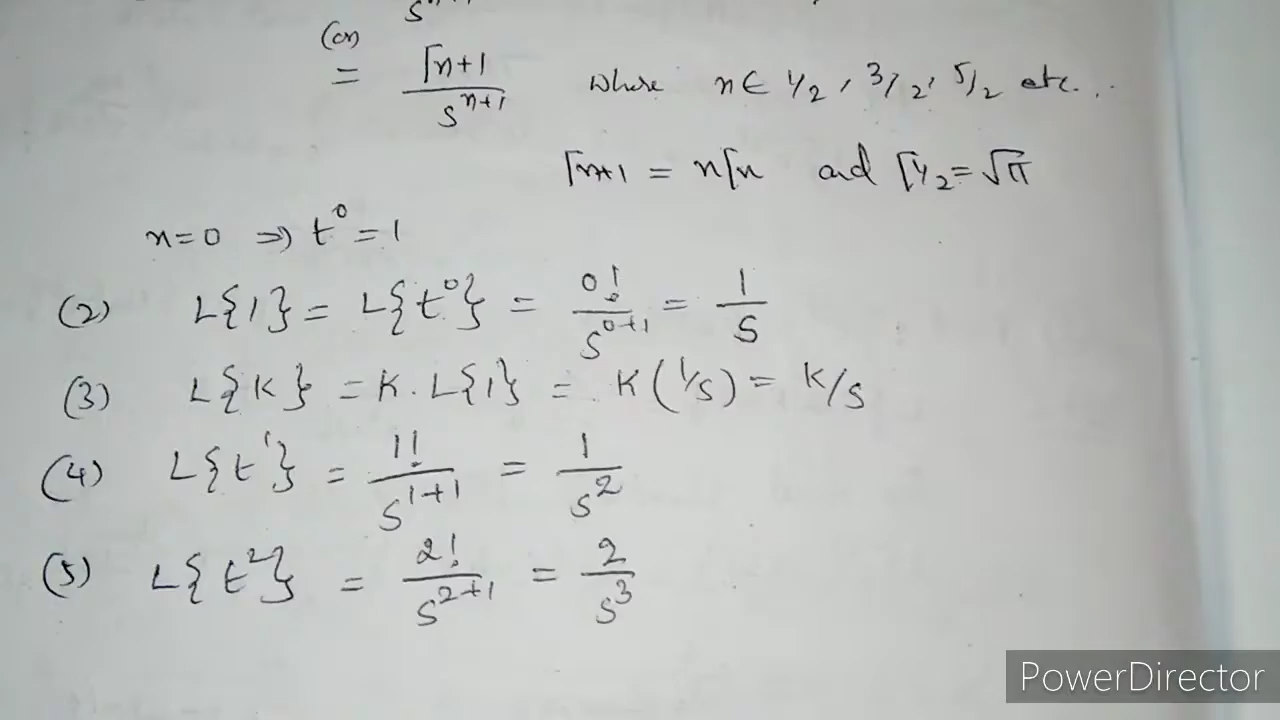 (or) s^{n+1}
= Γn+1 / s^{n+1} where n ∈ 1/2, 3/2, 5/2 etc...
Γn+1 = nΓn and Γ1/2 = √π
n=0 ⇒ t^0 = 1
(2) L{1} = L{t^0} = 0! / s^{0+1} = 1 / s
(3) L{K} = K. L{1} = K(1/s) = K/s
(4) L{t^1} = 1! / s^{1+1} = 1 / s^2
(5) L{t^2} = 2! / s^{2+1} = 2 / s^3
PowerDirector